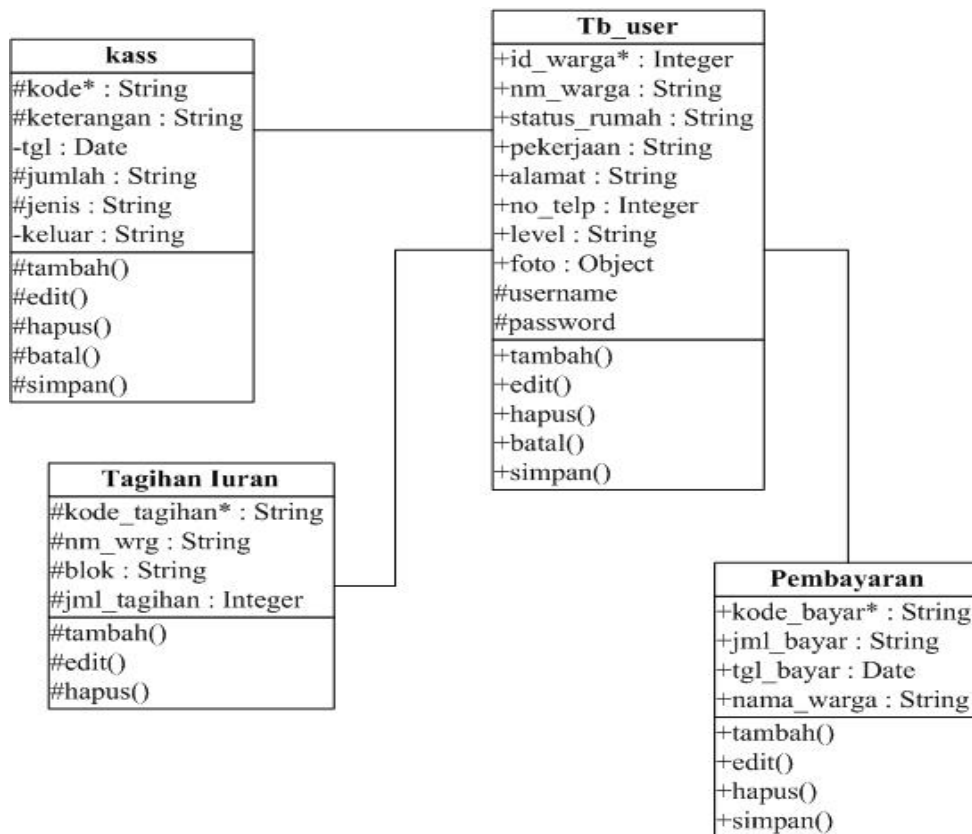 kass
#kode* : String
#keterangan : String
-tgl : Date
#jumlah : String
#jenis : String
-keluar : String
#tambah()
#edit()
#hapus()
#batal()
#simpan()
Tb_user
+id_warga* : Integer
+nm_warga : String
+status_rumah : String
+pekerjaan : String
+alamat : String
+no_telp : Integer
+level : String
+foto : Object
#username
#password
+tambah()
+edit()
+hapus()
+batal()
+simpan()
Tagihan Iuran
#kode_tagihan* : String
#nm_wrg : String
#blok : String
#jml_tagihan : Integer
#tambah()
#edit()
#hapus()
Pembayaran
+kode_bayar* : String
+jml_bayar : String
+tgl_bayar : Date
+nama_warga : String
+tambah()
+edit()
+hapus()
+simpan()